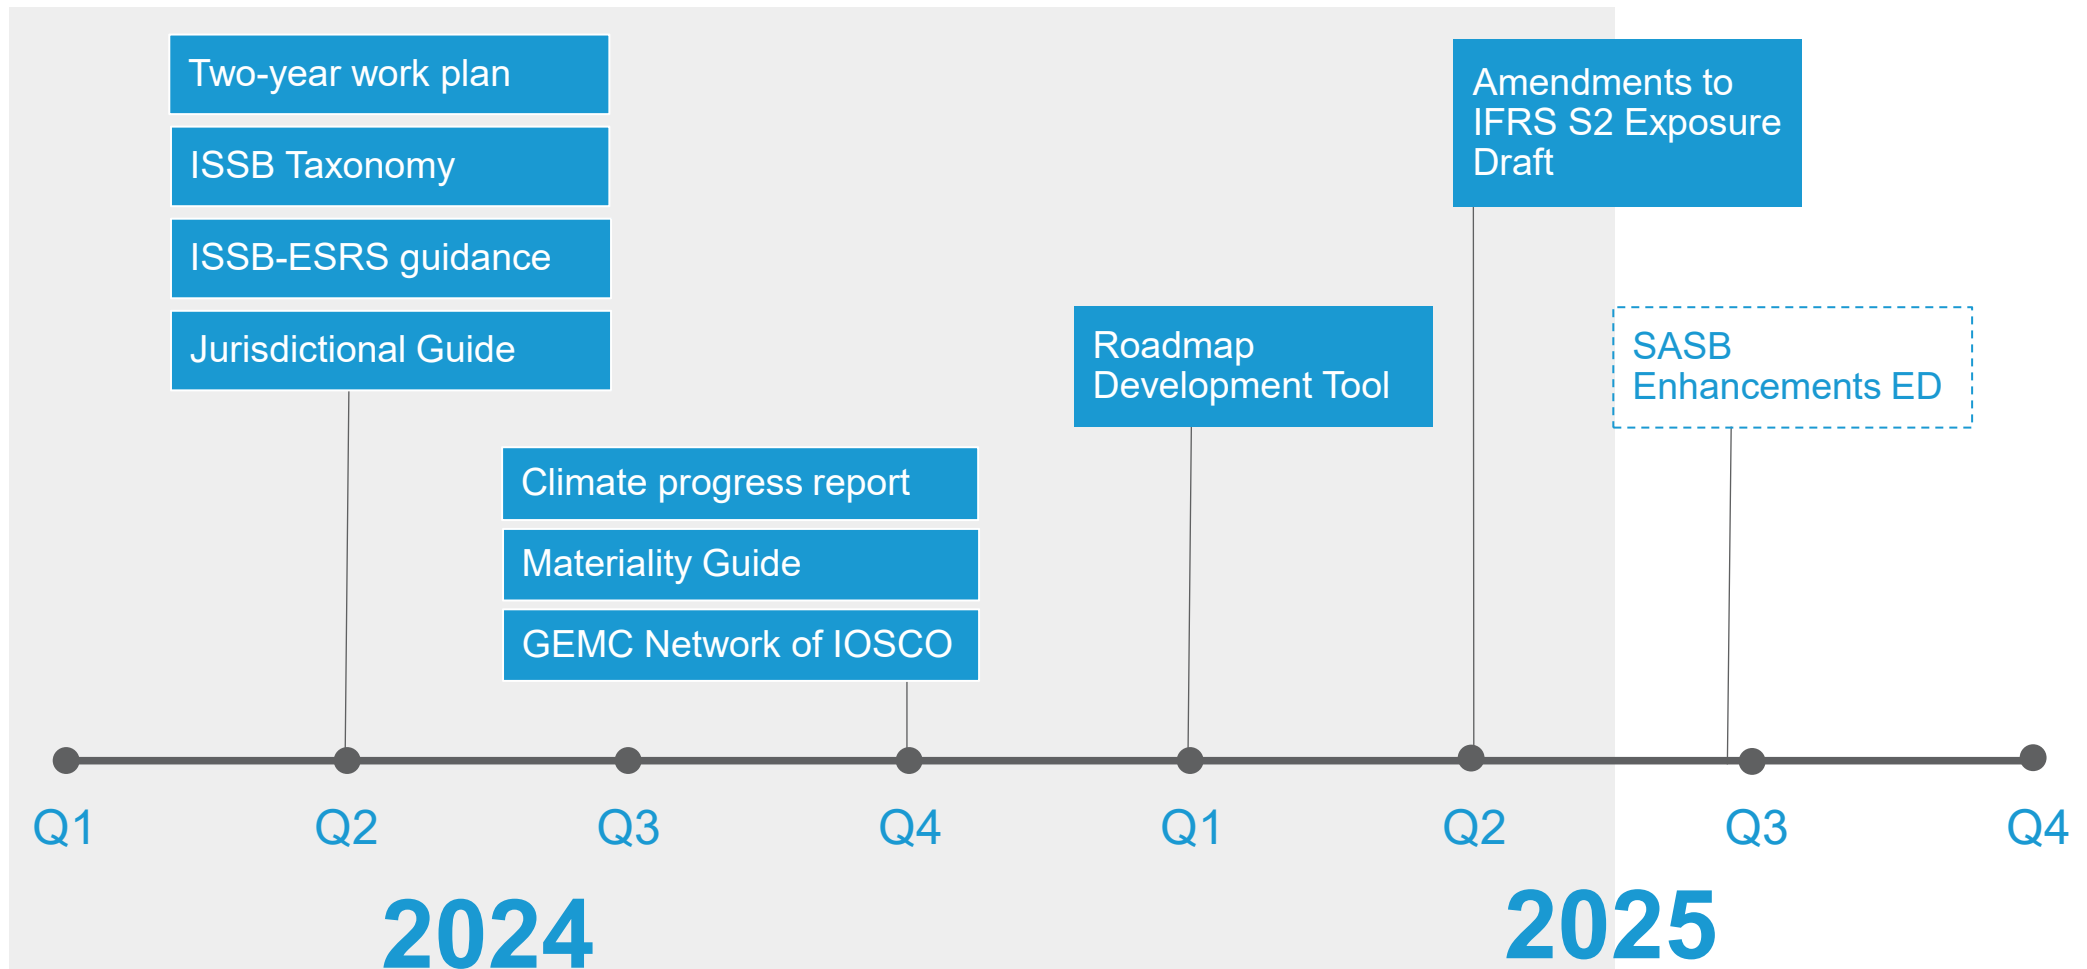 Two-year work plan
ISSB Taxonomy
ISSB-ESRS guidance
Jurisdictional Guide
Climate progress report
Materiality Guide
GEMC Network of IOSCO
Roadmap
Development Tool
Amendments to
IFRS S2 Exposure
Draft
SASB
Enhancements ED
Q1
Q2
Q3
Q4
Q1
Q2
Q3
Q4
2024
2025